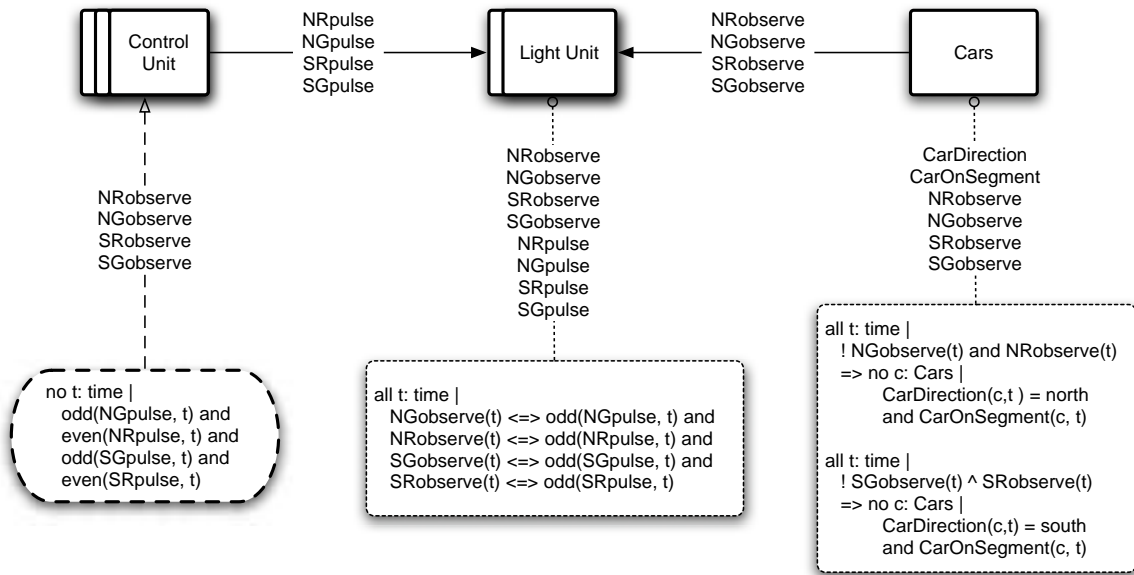 Control
Unit
NRpulse
NGpulse
SRpulse
SGpulse
Light Unit
NRobserve
NGobserve
SRobserve
SGobserve
Cars
NRobserve
NGobserve
SRobserve
SGobserve
NRobserve
NGobserve
SRobserve
SGobserve
NRpulse
NGpulse
SRpulse
SGpulse
CarDirection
CarOnSegment
NRobserve
NGobserve
SRobserve
SGobserve
no t: time |
odd(NGpulse, t) and
even(NRpulse, t) and
odd(SGpulse, t) and
even(SRpulse, t)
all t: time |
NGobserve(t) <=> odd(NGpulse, t) and
NRobserve(t) <=> odd(NRpulse, t) and
SGobserve(t) <=> odd(SGpulse, t) and
SRobserve(t) <=> odd(SRpulse, t)
all t: time |
! NGobserve(t) and NRobserve(t)
=> no c: Cars |
CarDirection(c,t ) = north
and CarOnSegment(c, t)
all t: time |
! SGobserve(t) ^ SRobserve(t)
=> no c: Cars |
CarDirection(c,t) = south
and CarOnSegment(c, t)